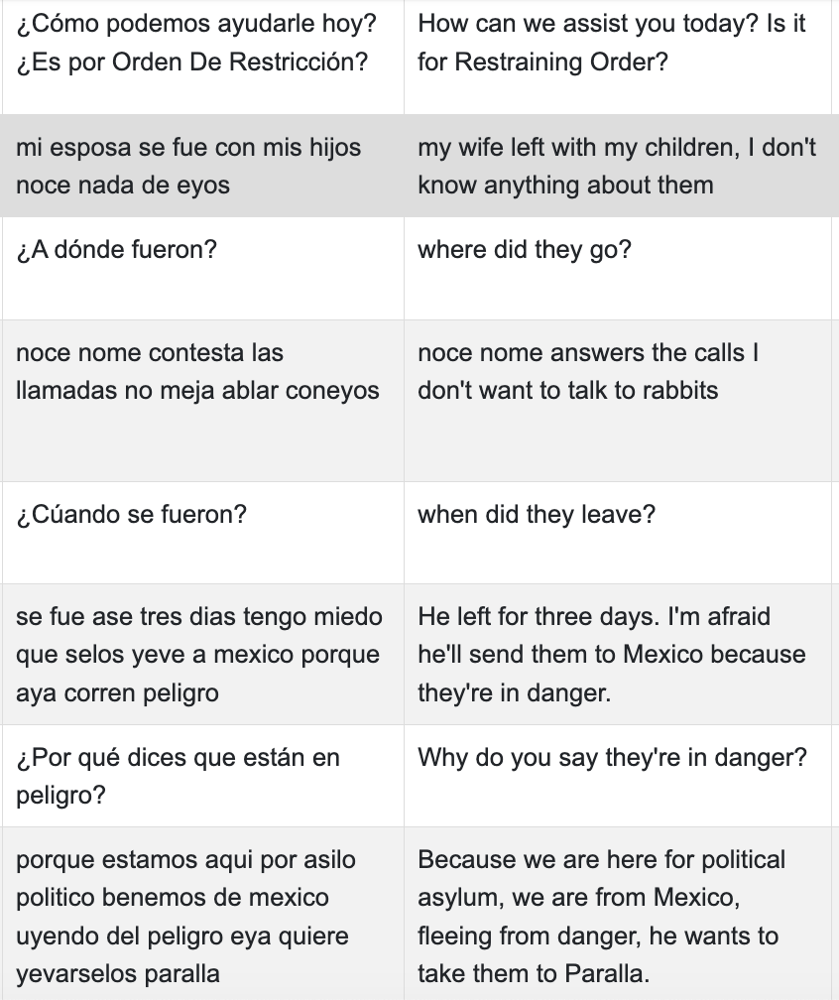 ¿Cómo podemos ayudarle hoy?
¿Es por Orden De Restricción?
How can we assist you today? Is it
for Restraining Order?
mi esposa se fue con mis hijos
noce nada de eyos
my wife left with my children, I don't
know anything about them
¿A dónde fueron?
where did they go?
noce nome contesta las
llamadas no meja ablar coneyos
noce nome answers the calls I
don't want to talk to rabbits
¿Cúando se fueron?
when did they leave?
se fue ase tres dias tengo miedo
que selos yeve a mexico porque
aya corren peligro
He left for three days. I'm afraid
he'll send them to Mexico because
they're in danger.
¿Por qué dices que están en
peligro?
Why do you say they're in danger?
porque estamos aqui por asilo
politico benemos de mexico
uyendo del peligro eya quiere
yevarselos paralla
Because we are here for political
asylum, we are from Mexico,
fleeing from danger, he wants to
take them to Paralla.